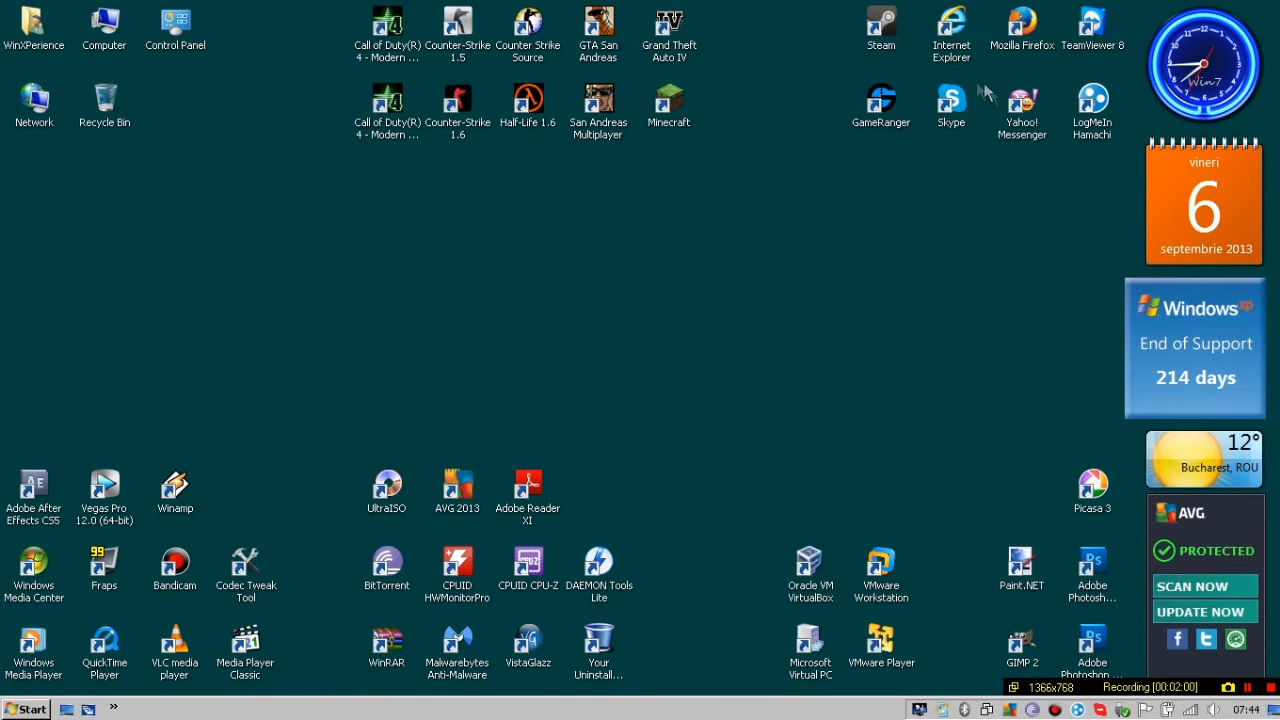 WinXPerience
Computer
Control Panel
Call of Duty(R)
4 - Modern ...
Counter-Strike
1.5
Counter Strike
Source
GTA San
Andreas
IV
Grand Theft
Auto IV
Steam
Internet
Explorer
Mozilla Firefox
TeamViewer 8
Network
Recycle Bin
Call of Duty(R)
4 - Modern ...
Counter-Strike
1.6
Half-Life 1.6
San Andreas
Multiplayer
Minecraft
GameRanger
Skype
Yahoo!
Messenger
LogMeIn
Hamachi
Win7
vineri
6
septembrie 2013
Windows xp
End of Support
214 days
12°
Bucharest, ROU
AVG
PROTECTED
SCAN NOW
UPDATE NOW
Adobe After
Effects CS5
Vegas Pro
12.0 (64-bit)
Winamp
UltraISO
AVG 2013
Adobe Reader
XI
Picasa 3
Windows
Media Center
99
Fraps
Bandicam
Codec Tweak
Tool
BitTorrent
CPUID
HWMonitorPro
CPUID CPU-Z
DAEMON Tools
Lite
Oracle VM
VirtualBox
VMware
Workstation
Paint.NET
Adobe
Photosh...
Windows
Media Player
QuickTime
Player
VLC media
player
Media Player
Classic
WinRAR
Malwarebytes
Anti-Malware
VistaGlazz
Your
Uninstall...
Microsoft
Virtual PC
VMware Player
GIMP 2
Adobe
Photoshop ...
1366x768
Recording [00:02:00]
Start
07:44